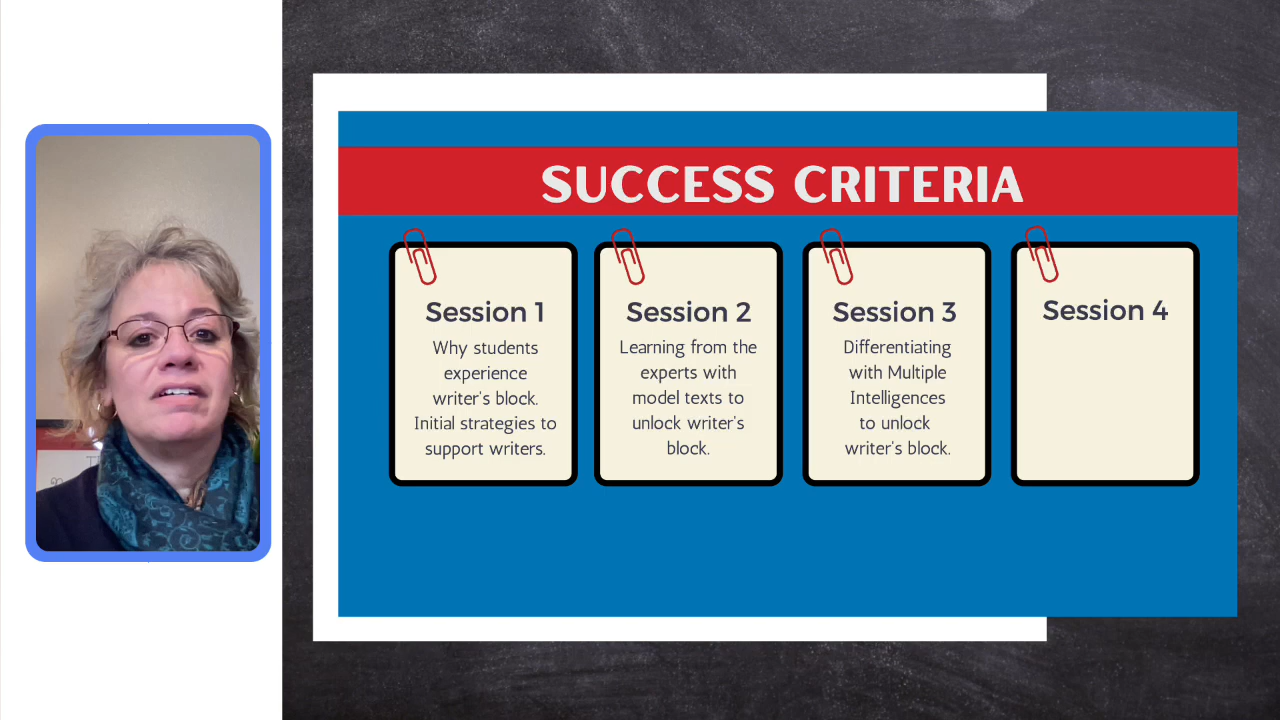 SUCCESS CRITERIA
Session 1
Why students
experience
writer's block.
Initial strategies to
support writers.
Session 2
Learning from the
experts with
model texts to
unlock writer's
block.
Session 3
Differentiating
with Multiple
Intelligences
to unlock
writer's block.
Session 4